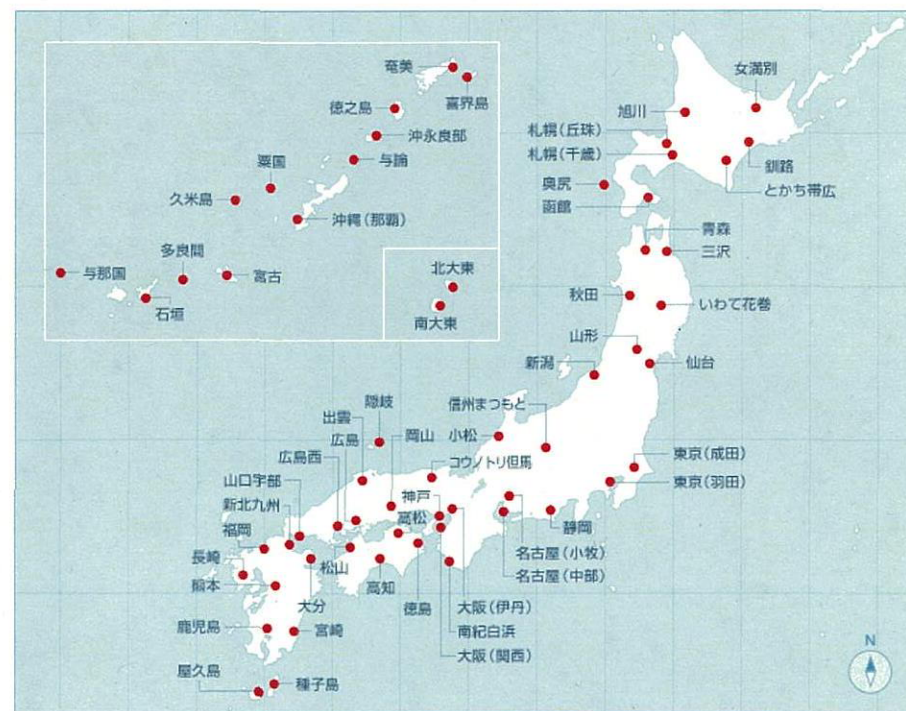 奄美
喜界島
徳之島
沖永良部
粟国
与論
久米島
沖縄(那覇)
多良間
与那国
宮古
石垣
北大東
南大東
女満別
旭川
札幌(丘珠)
札幌(千歳)
釧路
奥尻
とかち帯広
函館
青森
三沢
秋田
いわて花巻
山形
新潟
仙台
信州まつもと
隠岐
出雲
岡山
小松
広島
コウノトリ但馬
広島西
東京(成田)
山口宇部
東京(羽田)
神戸
新北九州
高松
静岡
福岡
名古屋(小牧)
長崎
松山
高知
名古屋(中部)
熊本
大分
徳島
大阪(伊丹)
鹿児島
宮崎
南紀白浜
大阪(関西)
屋久島
種子島
N